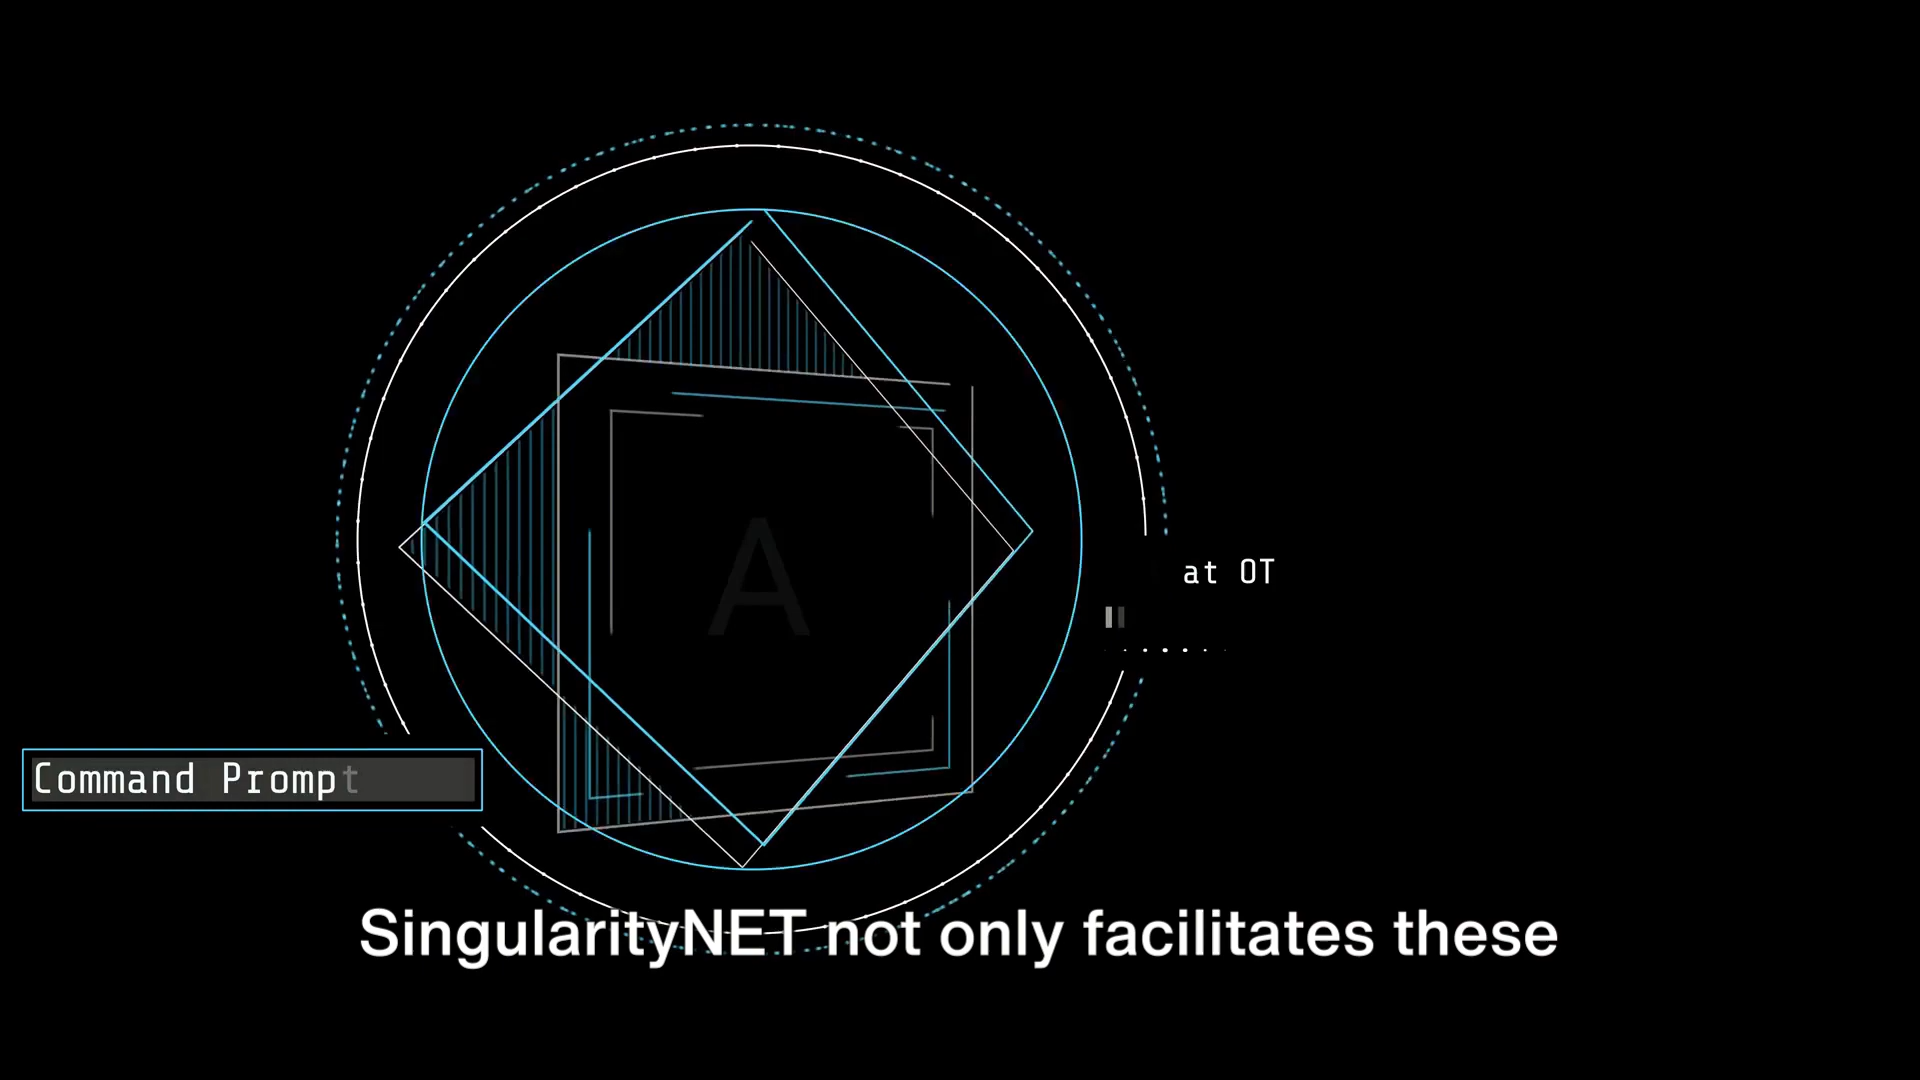 A
at OT
Command Prompt
SingularityNET not only facilitates these